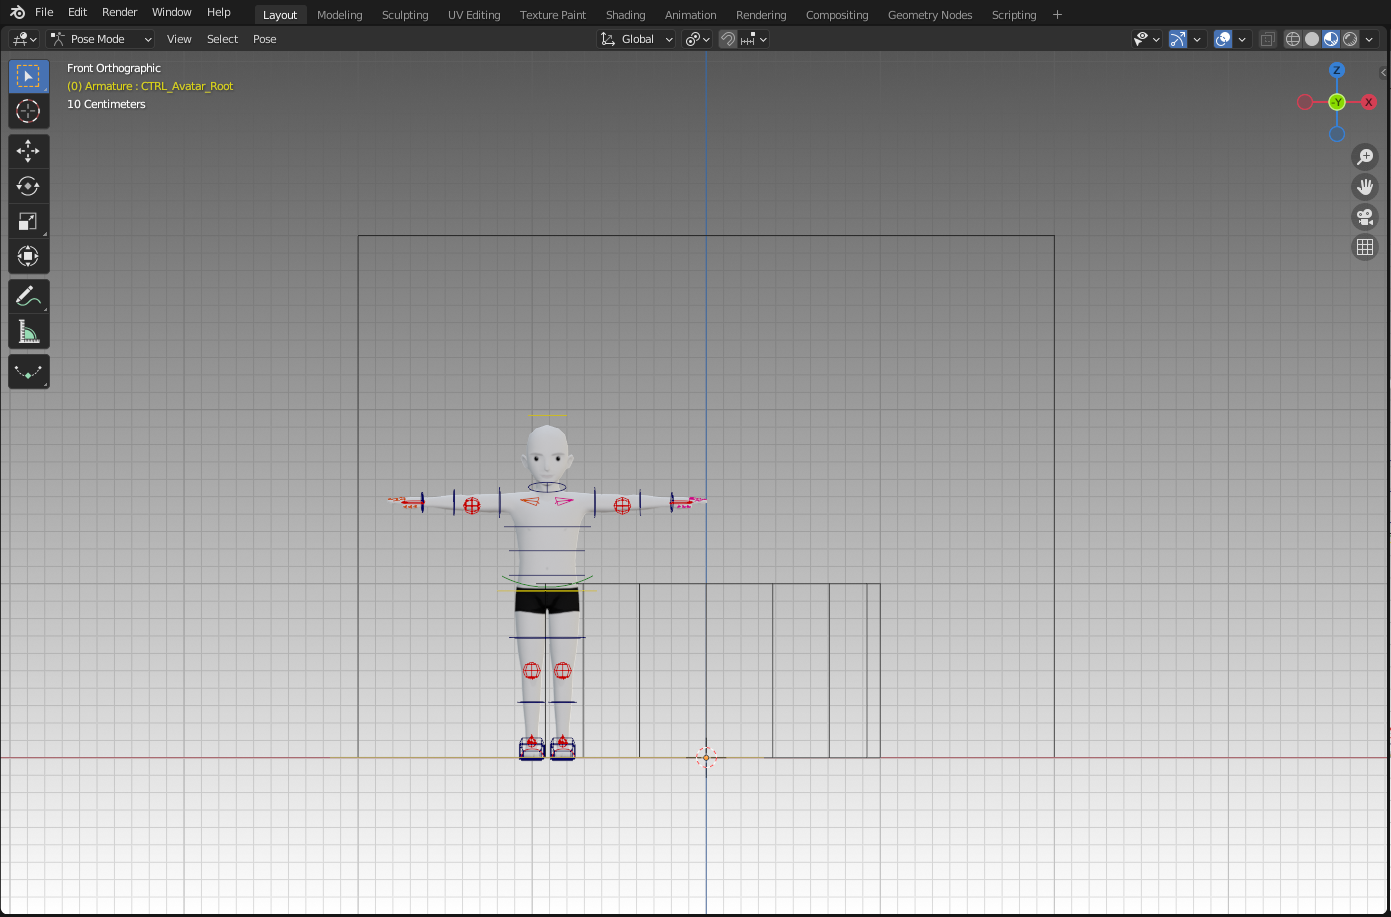 File Edit Render Window Help Layout Modeling Sculpting UV Editing Texture Paint Shading Animation Rendering Compositing Geometry Nodes Scripting +
Pose Mode View Select Pose Global
Front Orthographic
(0) Armature : CTRL_Avatar_Root
10 Centimeters
Z
-Y X